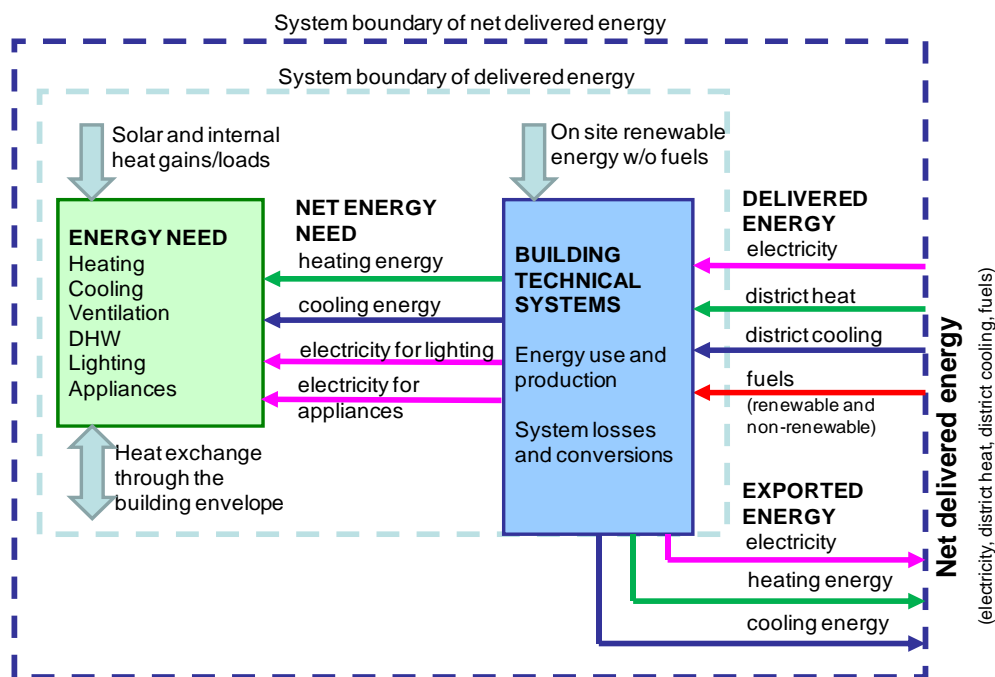 System boundary of net delivered energy
System boundary of delivered energy
Solar and internal
heat gains/loads
On site renewable
energy w/o fuels
ENERGY NEED
Heating
Cooling
Ventilation
DHW
Lighting
Appliances
NET ENERGY
NEED
heating energy
cooling energy
electricity for lighting
electricity for
appliances
BUILDING
TECHNICAL
SYSTEMS
Energy use and
production
System losses
and conversions
DELIVERED
ENERGY
electricity
district heat
district cooling
fuels
(renewable and
non-renewable)
Heat exchange
through the
building envelope
EXPORTED
ENERGY
electricity
heating energy
cooling energy
Net delivered energy
(electricity, district heat, district cooling, fuels)